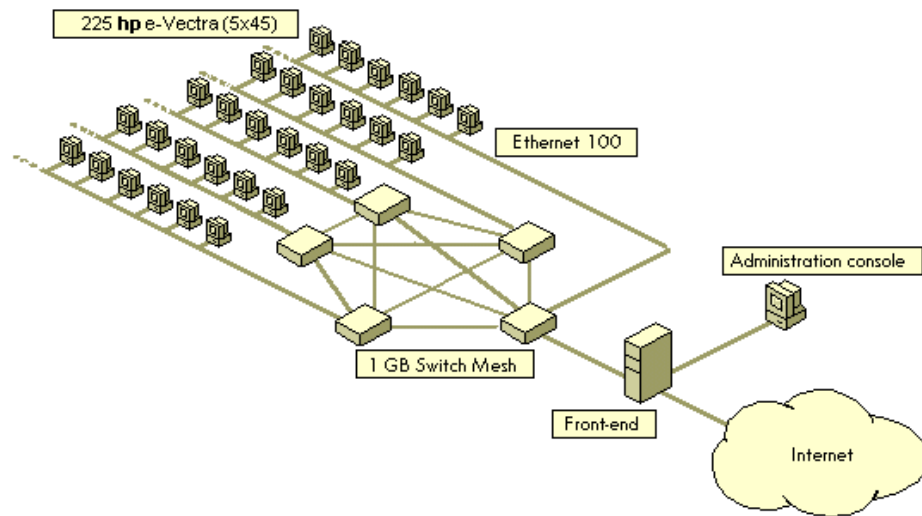 225 hp e-Vectra (5x45)
Ethernet 100
Administration console
1 GB Switch Mesh
Front-end
Internet